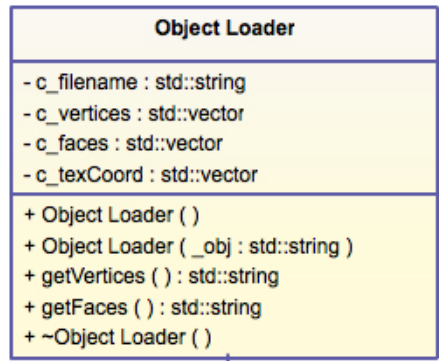 Object Loader
- c_filename : std::string
- c_vertices : std::vector
- c_faces : std::vector
- c_texCoord : std::vector
+ Object Loader ( )
+ Object Loader ( _obj : std::string )
+ getVertices ( ) : std::string
+ getFaces ( ) : std::string
+ ~Object Loader ( )